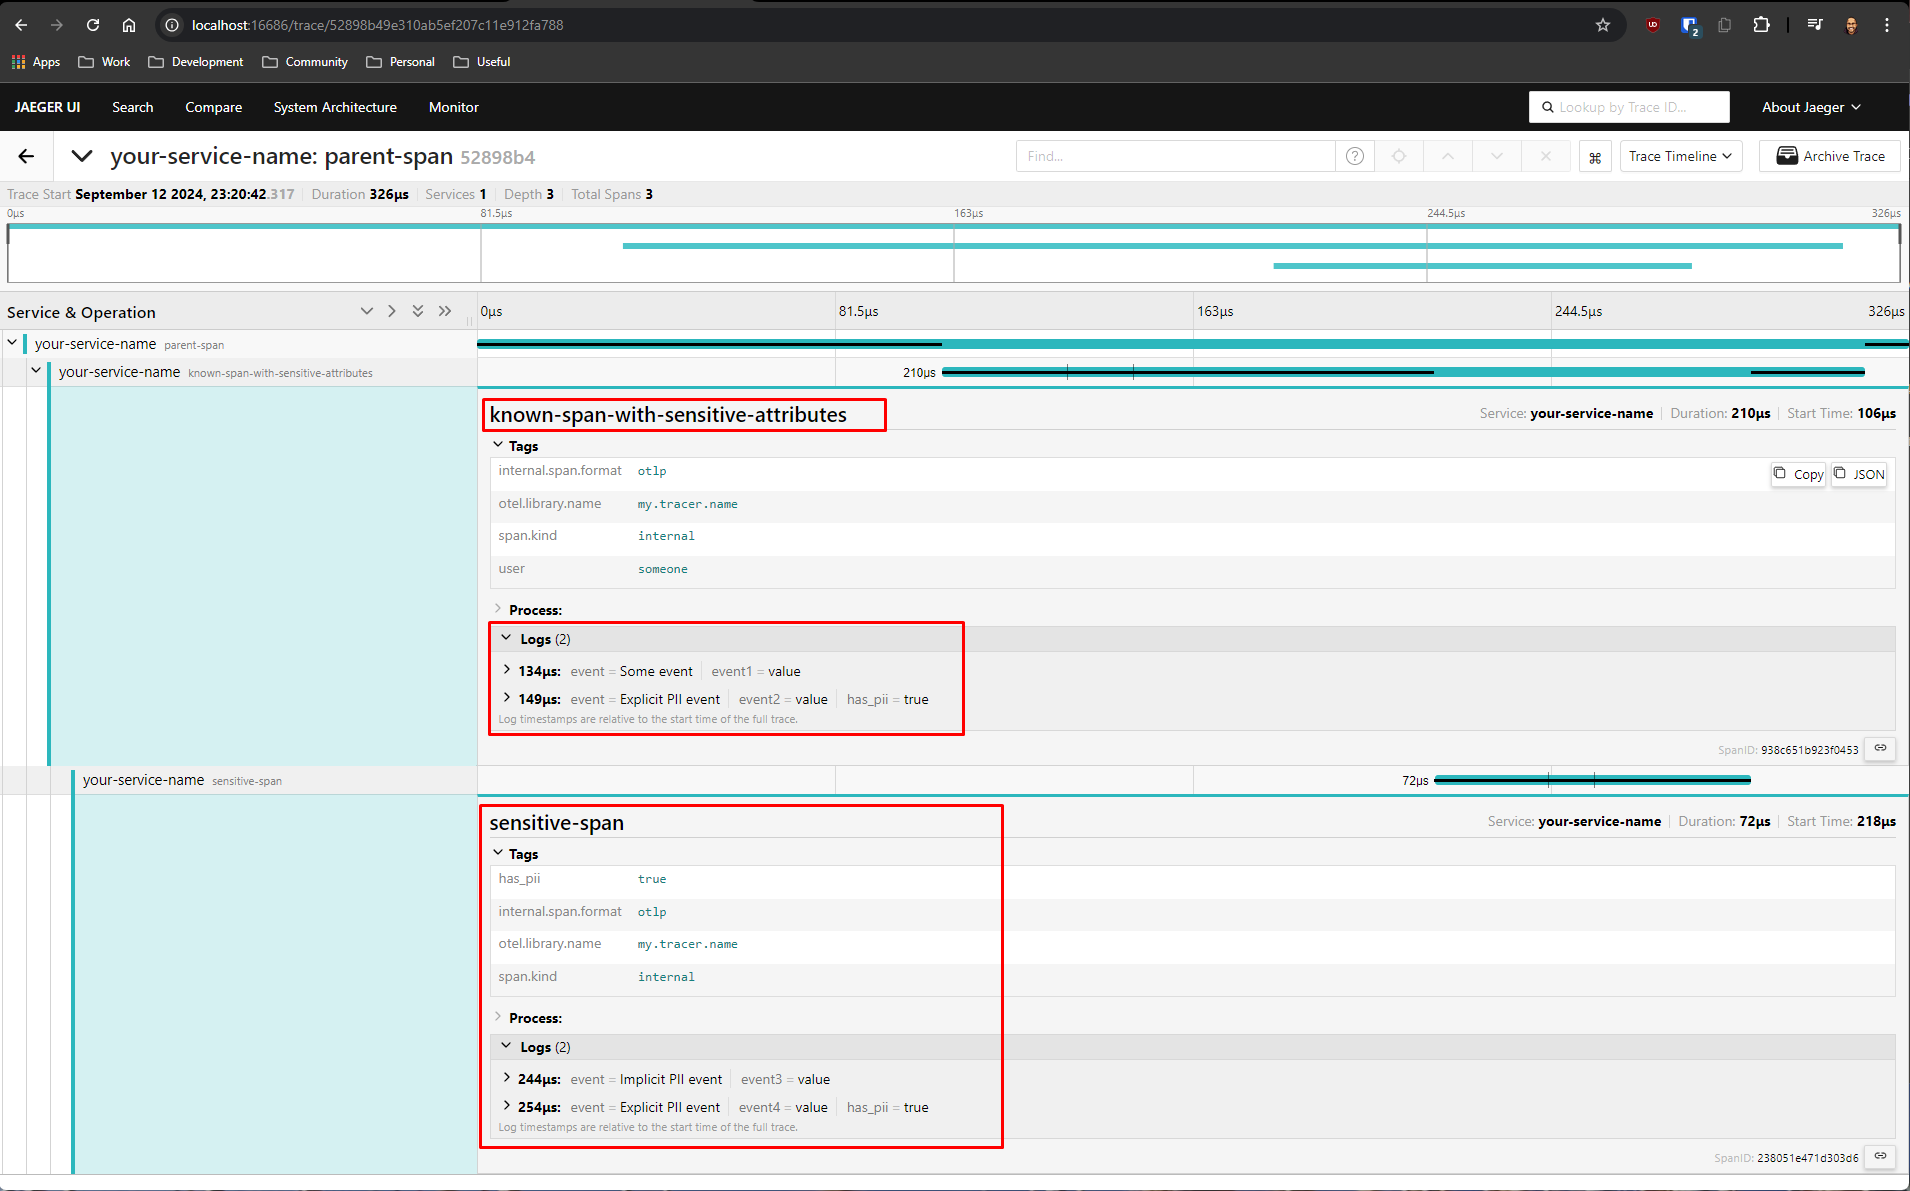 localhost:16686/trace/52898b49e310ab5ef207c11e912fa788
2
Apps Work Development Community Personal Useful
JAEGER UI Search Compare System Architecture Monitor Lookup by Trace ID... About Jaeger
your-service-name: parent-span 52898b4 Find... ? ⌘ Trace Timeline Archive Trace
Trace Start September 12 2024, 23:20:42.317 Duration 326μs Services 1 Depth 3 Total Spans 3
0μs 81.5μs 163μs 244.5μs 326μs
Service & Operation 0μs 81.5μs 163μs 244.5μs 326μs
your-service-name parent-span
your-service-name known-span-with-sensitive-attributes 210μs
known-span-with-sensitive-attributes Service: your-service-name Duration: 210μs Start Time: 106μs
Tags
internal.span.format otlp Copy JSON
otel.library.name my.tracer.name
span.kind internal
user someone
Process:
Logs (2)
134μs: event = Some event event1 = value
149μs: event = Explicit PII event event2 = value has_pii = true
Log timestamps are relative to the start time of the full trace.
SpanID: 938c651b923f0453
your-service-name sensitive-span 72μs
sensitive-span Service: your-service-name Duration: 72μs Start Time: 218μs
Tags
has_pii true
internal.span.format otlp
otel.library.name my.tracer.name
span.kind internal
Process:
Logs (2)
244μs: event = Implicit PII event event3 = value
254μs: event = Explicit PII event event4 = value has_pii = true
Log timestamps are relative to the start time of the full trace.
SpanID: 238051e471d303d6